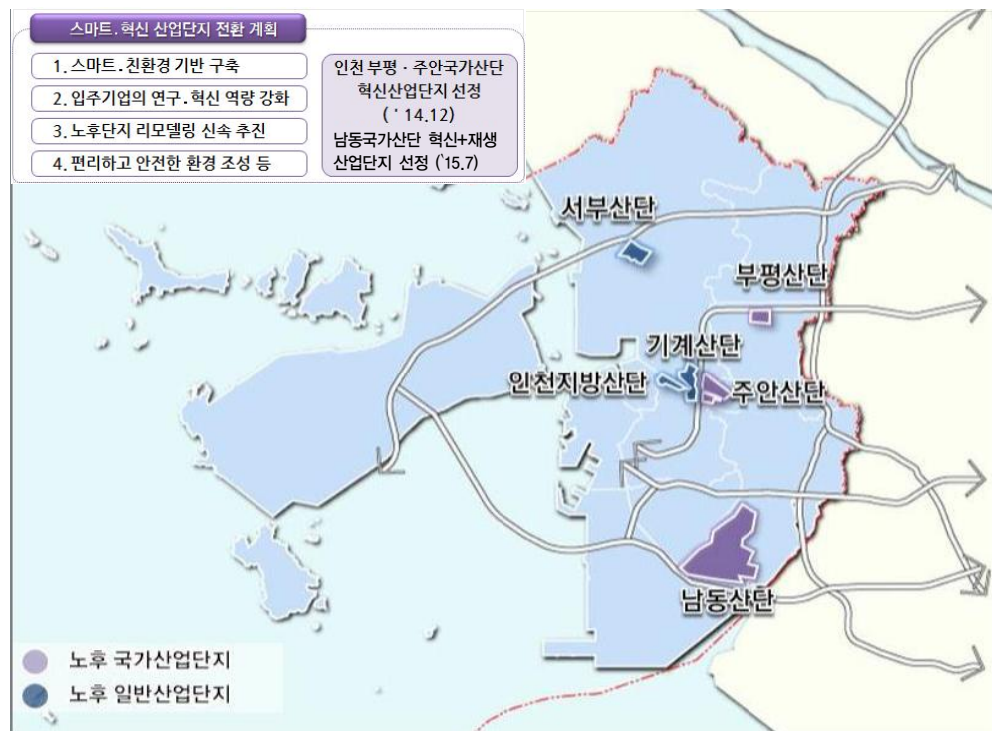 스마트.혁신 산업단지 전환 계획
1. 스마트.친환경 기반 구축
2. 입주기업의 연구.혁신 역량 강화
3. 노후단지 리모델링 신속 추진
4. 편리하고 안전한 환경 조성 등
인천 부평·주안국가산단
혁신산업단지 선정
(‘14.12)
남동국가산단 혁신+재생
산업단지 선정 (‘15.7)
서부산단
부평산단
기계산단
인천지방산단
주안산단
남동산단
노후 국가산업단지
노후 일반산업단지